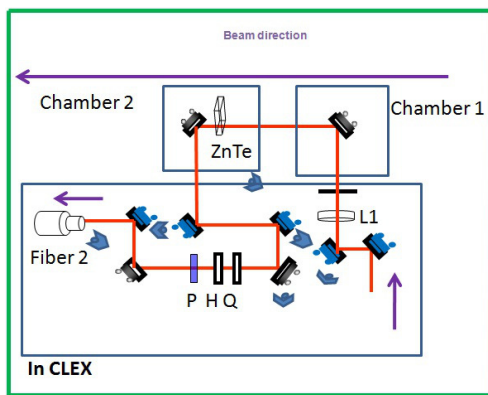 Beam direction
Chamber 2
Chamber 1
ZnTe
L1
Fiber 2
P H Q
In CLEX